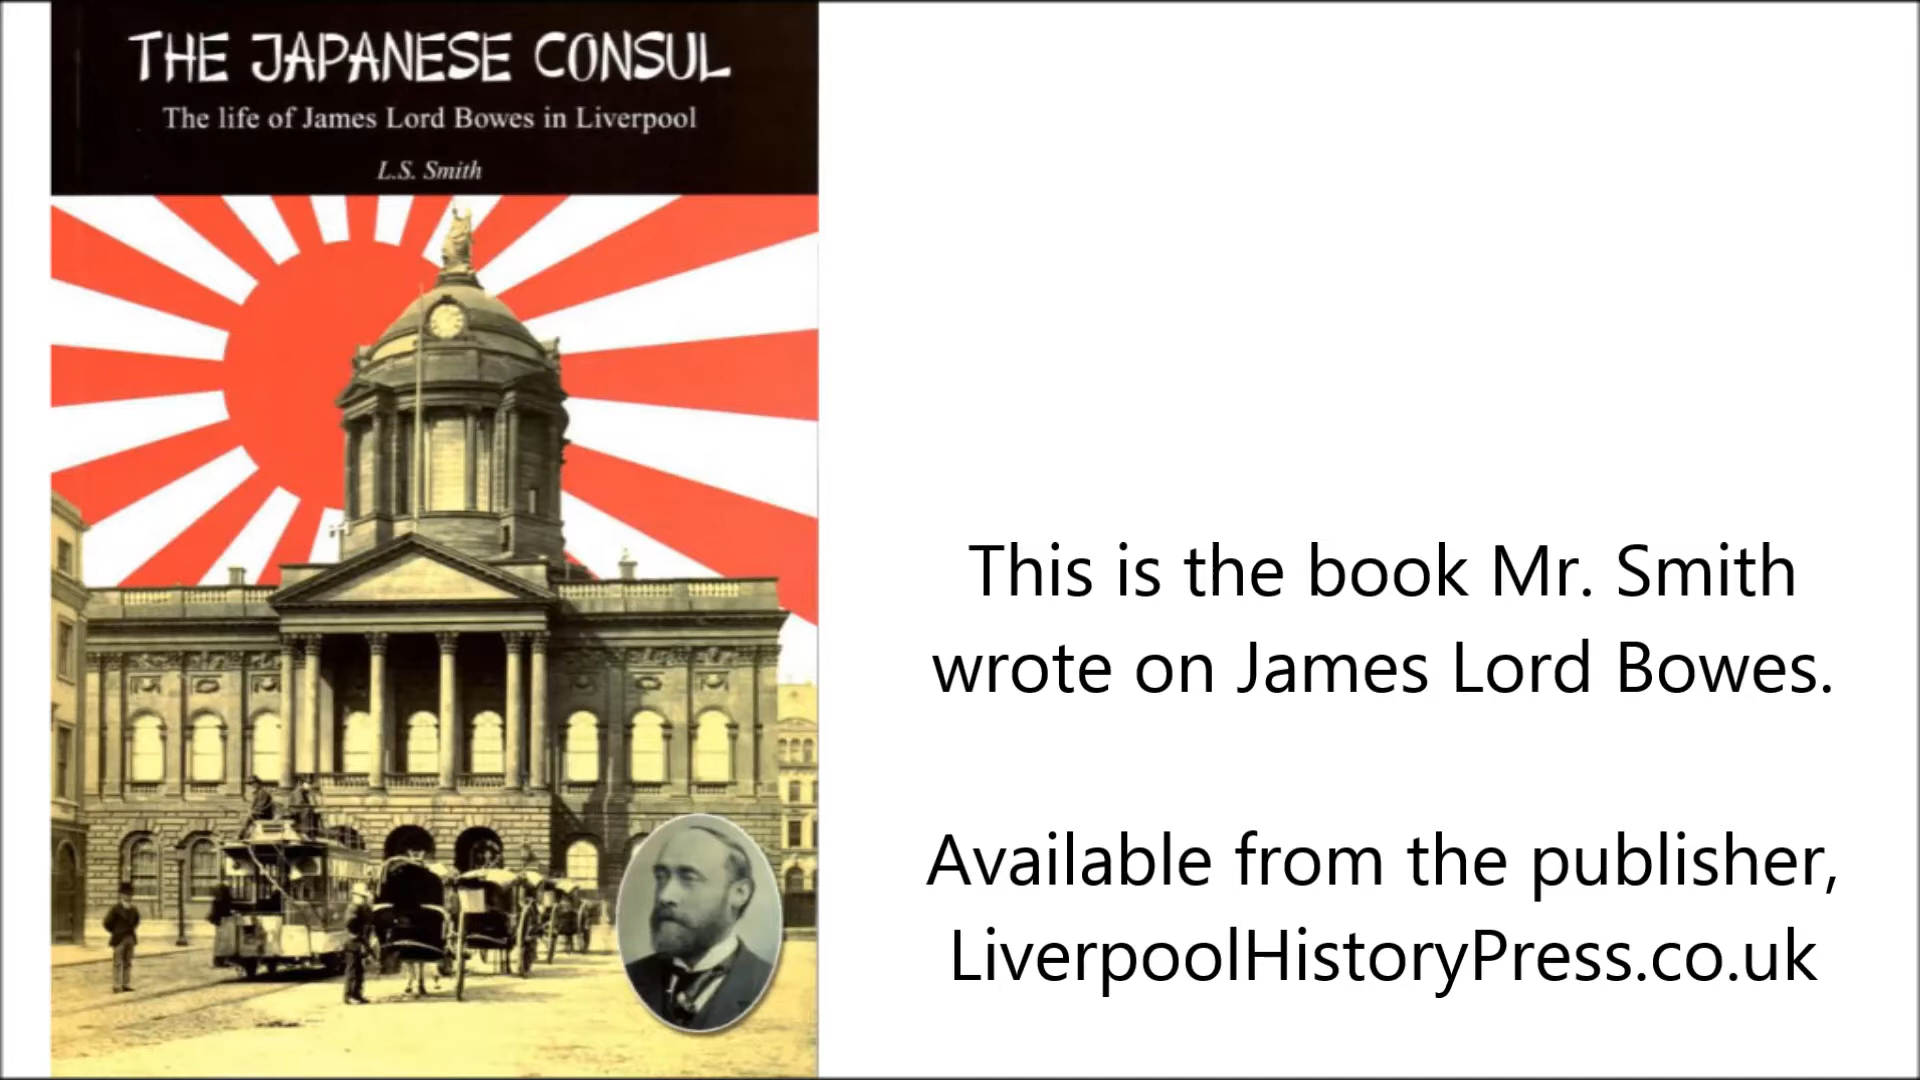 THE JAPANESE CONSUL
The life of James Lord Bowes in Liverpool
L.S. Smith
This is the book Mr. Smith
wrote on James Lord Bowes.
Available from the publisher,
LiverpoolHistoryPress.co.uk